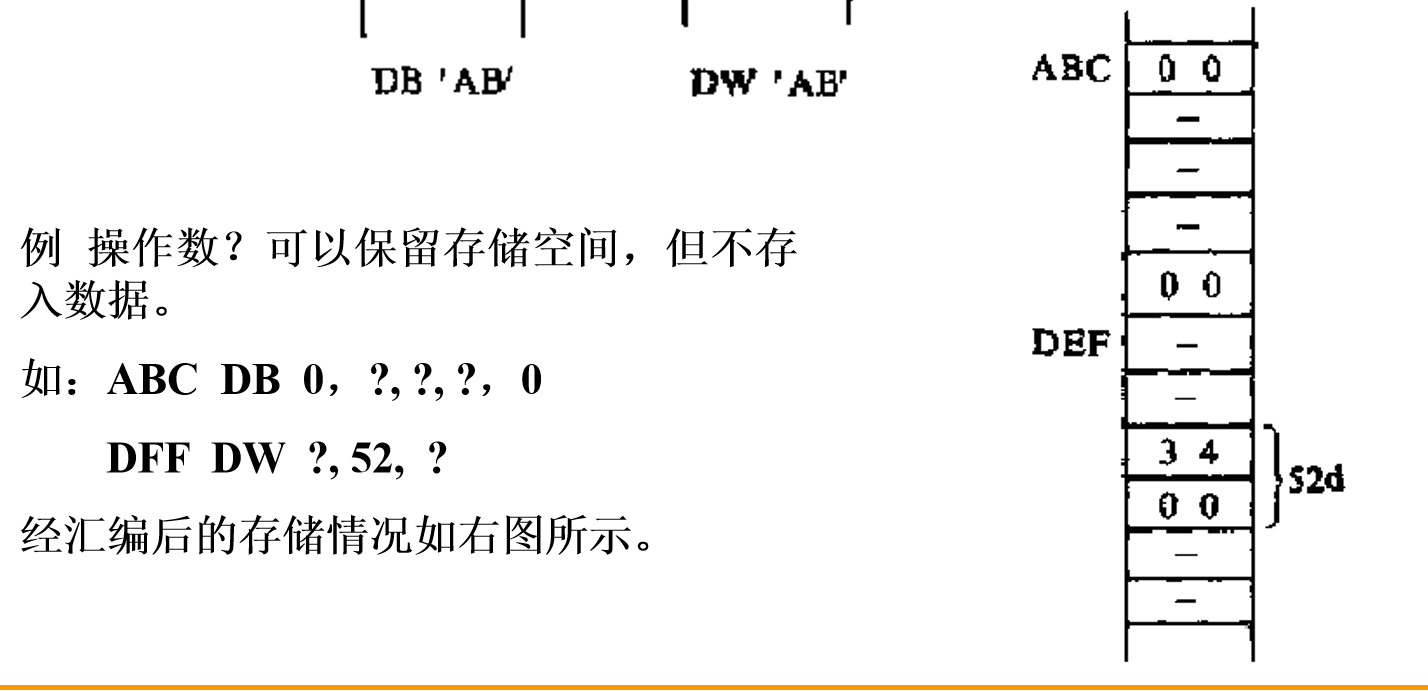 DB 'AB'
DW 'AB'
例 操作数？可以保留存储空间，但不存
入数据。
如：ABC DB 0，?, ?, ?，0
DFF DW ?, 52, ?
经汇编后的存储情况如右图所示。
ABC 0 0
-
-
-
0 0
DEF -
-
3 4
0 0
52d
-
-